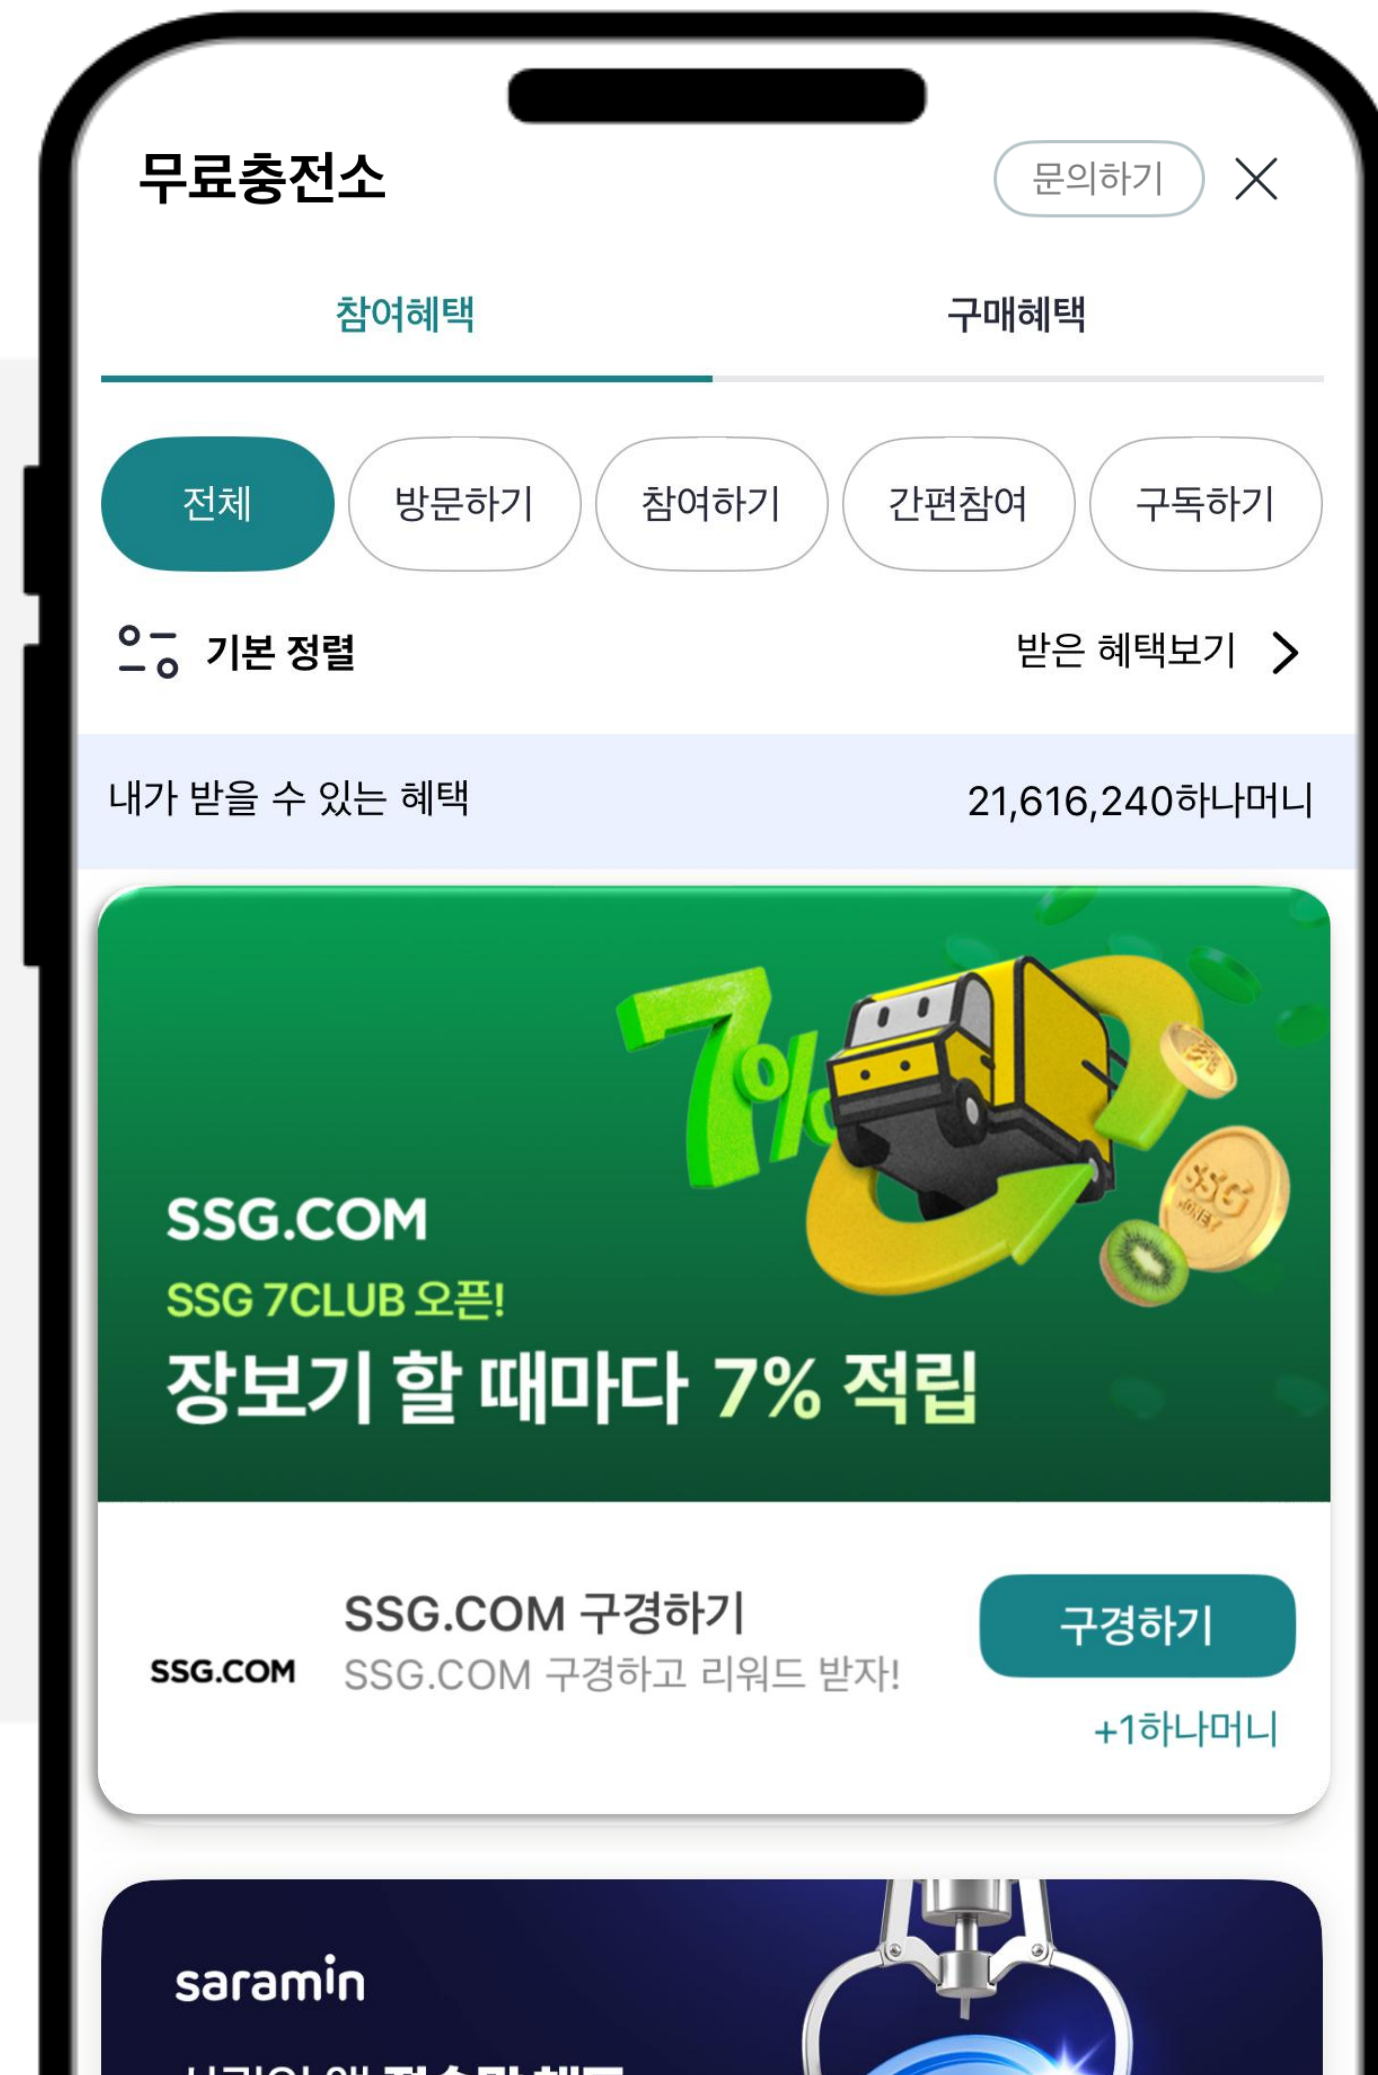 무료충전소
문의하기
참여혜택 구매혜택
전체 방문하기 참여하기 간편참여 구독하기
기본 정렬 받은 혜택보기
내가 받을 수 있는 혜택 21,616,240하나머니
7%
SSG
MONEY
SSG.COM
SSG 7CLUB 오픈!
장보기 할 때마다 7% 적립
SSG.COM 구경하기
SSG.COM
SSG.COM 구경하고 리워드 받자!
구경하기
+1하나머니
saramin